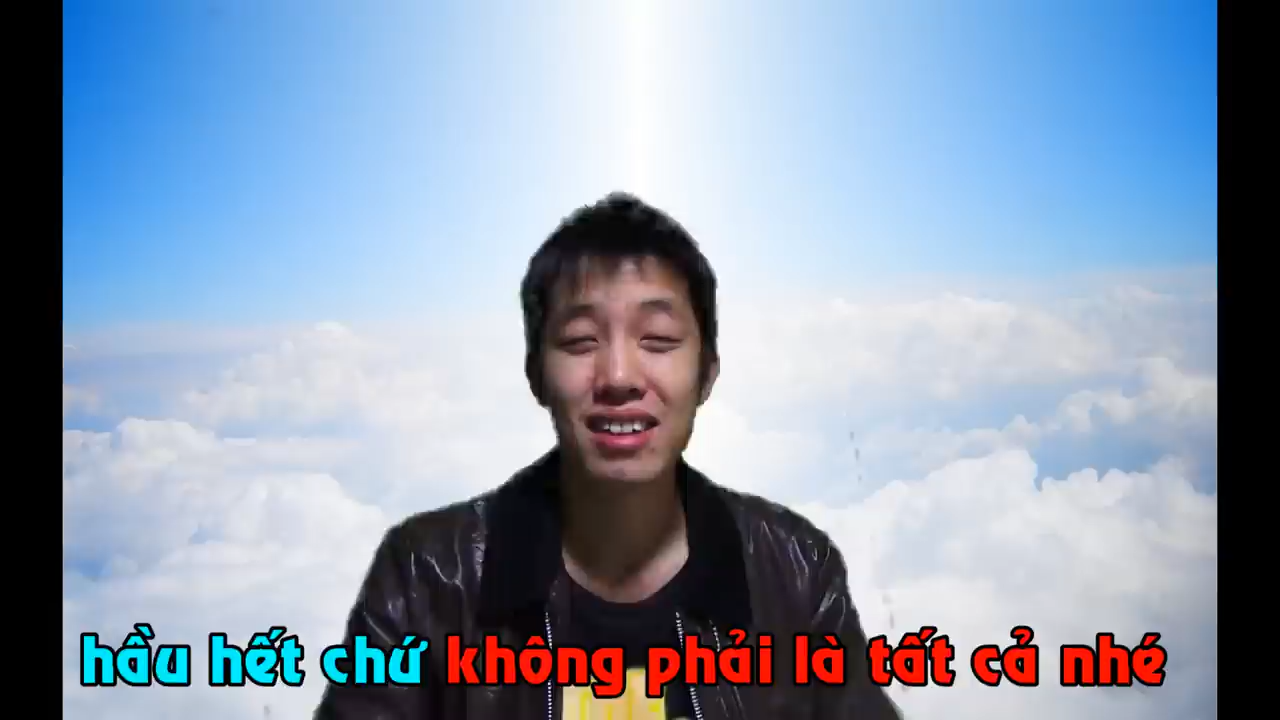 hầu hết chứ không phải là tất cả nhé